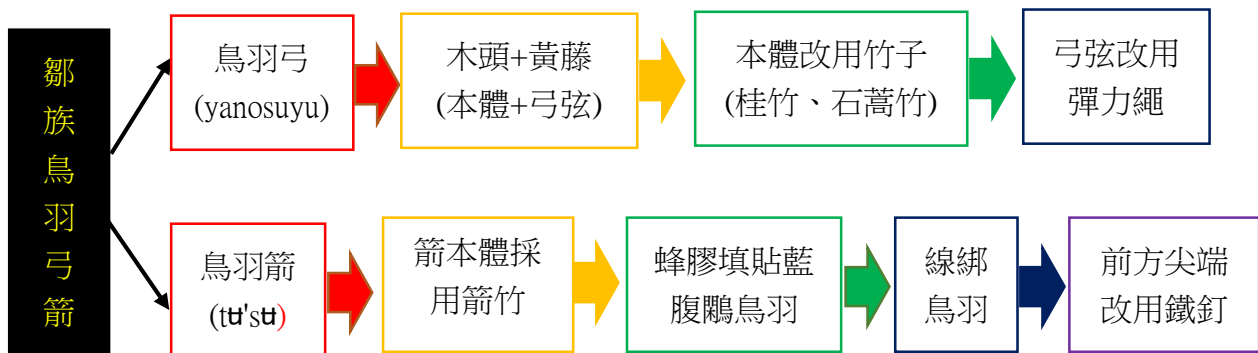 鄒族鳥羽弓箭
鳥羽弓
(yanosuyu)
木頭+黃藤
(本體+弓弦)
本體改用竹子
(桂竹、石蒿竹)
弓弦改用
彈力繩
鳥羽箭
(tʉ'sʉ)
箭本體採
用箭竹
蜂膠填貼藍
腹鷴鳥羽
線綁
鳥羽
前方尖端
改用鐵釘